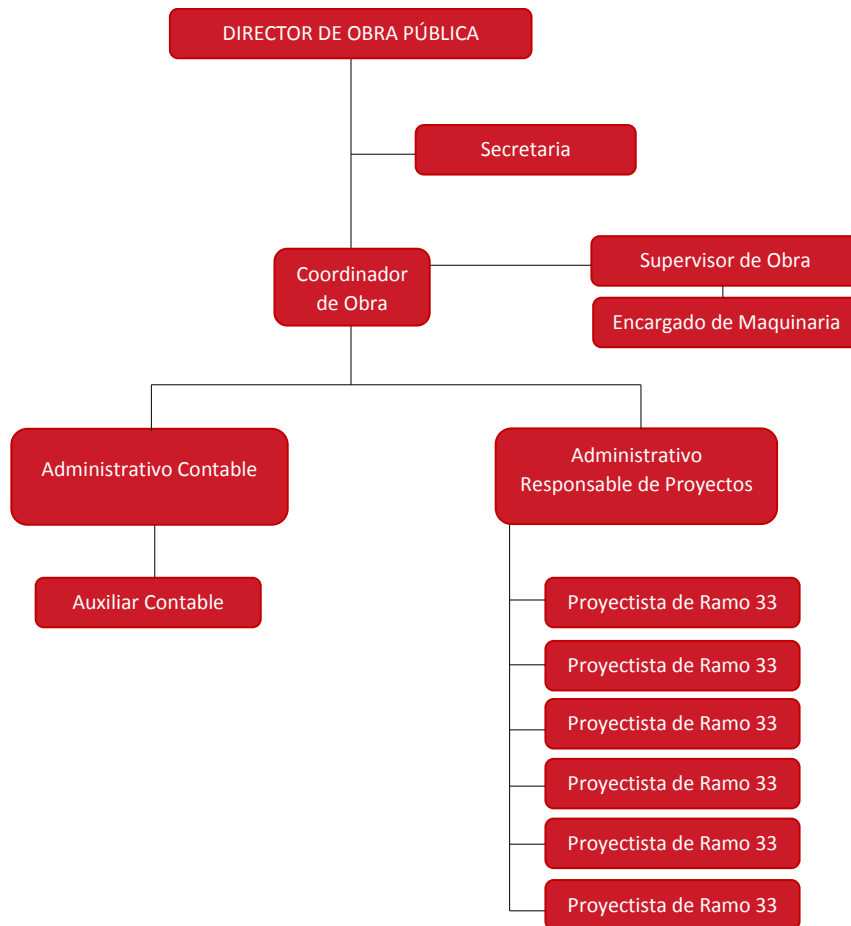 DIRECTOR DE OBRA PÚBLICA
Secretaria
Coordinador
de Obra
Supervisor de Obra
Encargado de Maquinaria
Administrativo Contable
Auxiliar Contable
Administrativo
Responsable de Proyectos
Proyectista de Ramo 33
Proyectista de Ramo 33
Proyectista de Ramo 33
Proyectista de Ramo 33
Proyectista de Ramo 33
Proyectista de Ramo 33